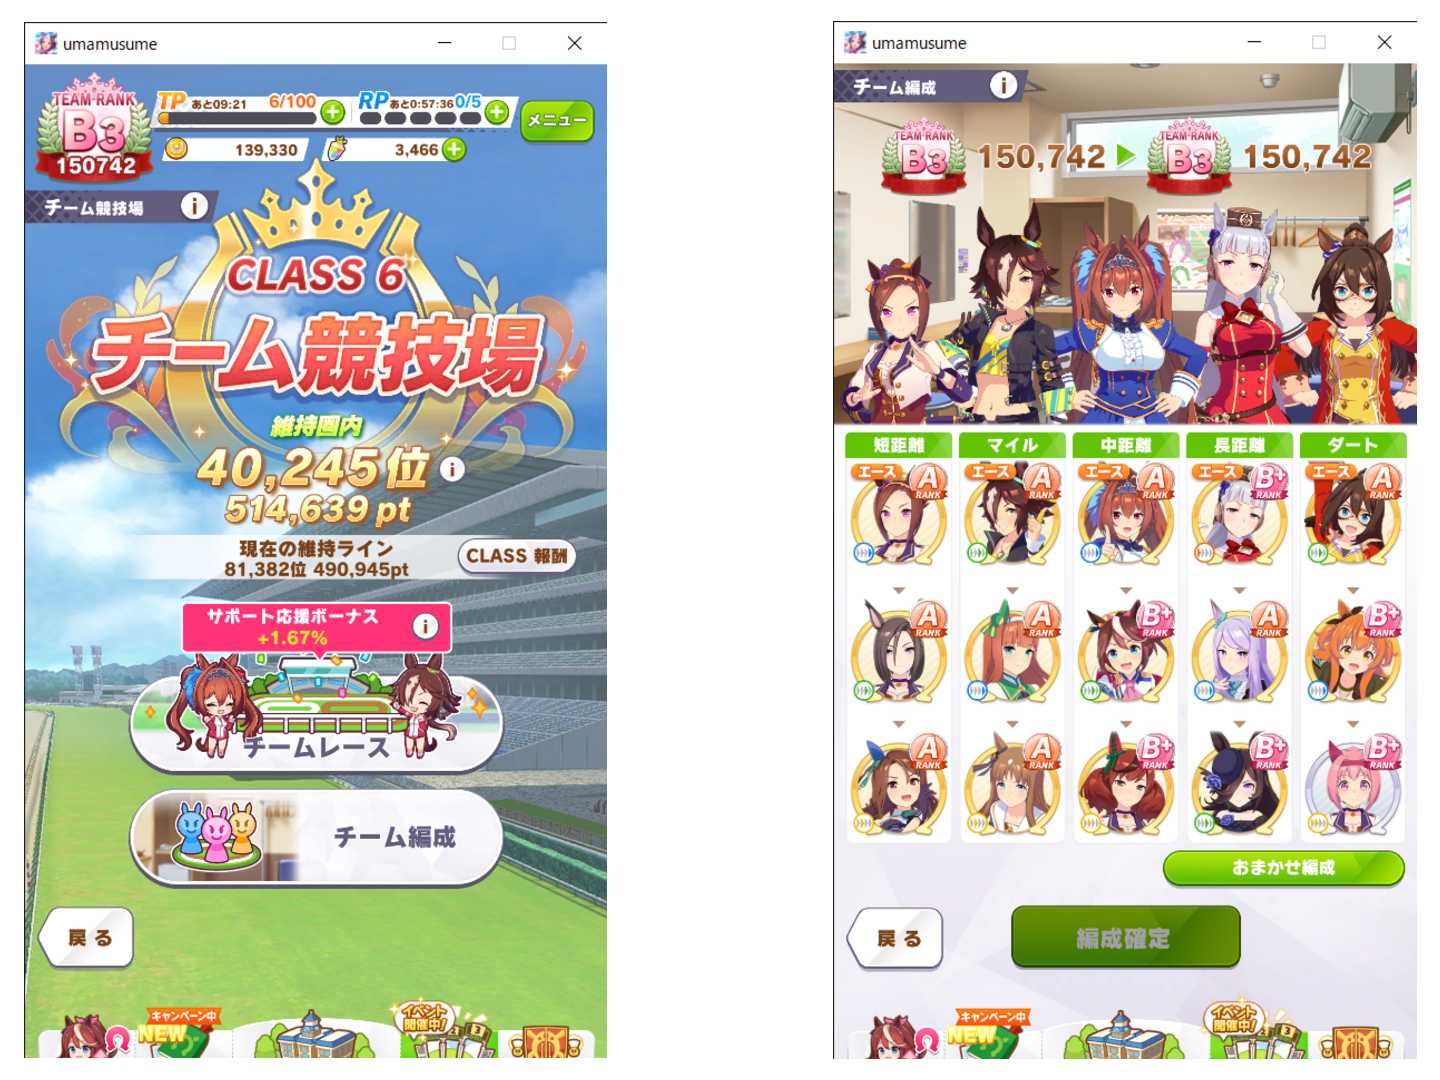 umamusume
TEAM RANK
B3
150742
TP あと09:21 6/100
RP あと0:57:36 0/5
メニュー
139,330
3,466
チーム競技場
CLASS 6
チーム競技場
維持圏内
40,245位
514,639 pt
現在の維持ライン
81,382位 490,945pt
CLASS 報酬
サポート応援ボーナス
+1.67%
チームレース
チーム編成
戻る
キャンペーン中
NEW
イベント
開催中!
umamusume
チーム編成
TEAM RANK
B3
150,742
TEAM RANK
B3
150,742
短距離 マイル 中距離 長距離 ダート
エース A RANK エース A RANK エース A RANK エース B+ RANK エース A RANK
A RANK A RANK B+ RANK A RANK B+ RANK
A RANK A RANK B+ RANK B+ RANK B+ RANK
おまかせ編成
戻る
編成確定
キャンペーン中
NEW
イベント
開催中!